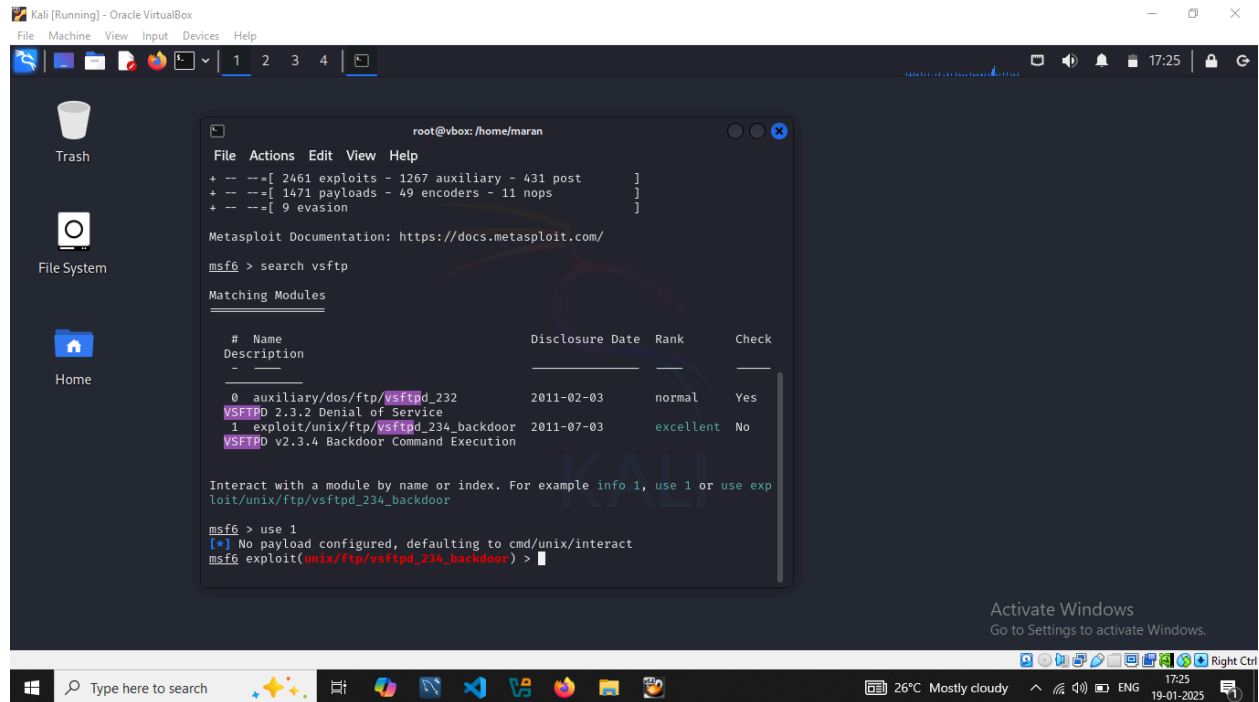 Kali [Running] - Oracle VirtualBox
File Machine View Input Devices Help
1 2 3 4
17:25
Trash
File System
Home
root@vbox: /home/maran
File Actions Edit View Help
+ -- --=[ 2461 exploits - 1267 auxiliary - 431 post ]
+ -- --=[ 1471 payloads - 49 encoders - 11 nops ]
+ -- --=[ 9 evasion ]
Metasploit Documentation: https://docs.metasploit.com/
msf6 > search vsftp
Matching Modules
# Name Disclosure Date Rank Check
Description
0 auxiliary/dos/ftp/vsftpd_232 2011-02-03 normal Yes
VSFTPD 2.3.2 Denial of Service
1 exploit/unix/ftp/vsftpd_234_backdoor 2011-07-03 excellent No
VSFTPD v2.3.4 Backdoor Command Execution
Interact with a module by name or index. For example info 1, use 1 or use exp
loit/unix/ftp/vsftpd_234_backdoor
msf6 > use 1
[*] No payload configured, defaulting to cmd/unix/interact
msf6 exploit(unix/ftp/vsftpd_234_backdoor) >
KALI
Activate Windows
Go to Settings to activate Windows.
Right Ctrl
Type here to search
26°C Mostly cloudy
ENG
17:25
19-01-2025
1